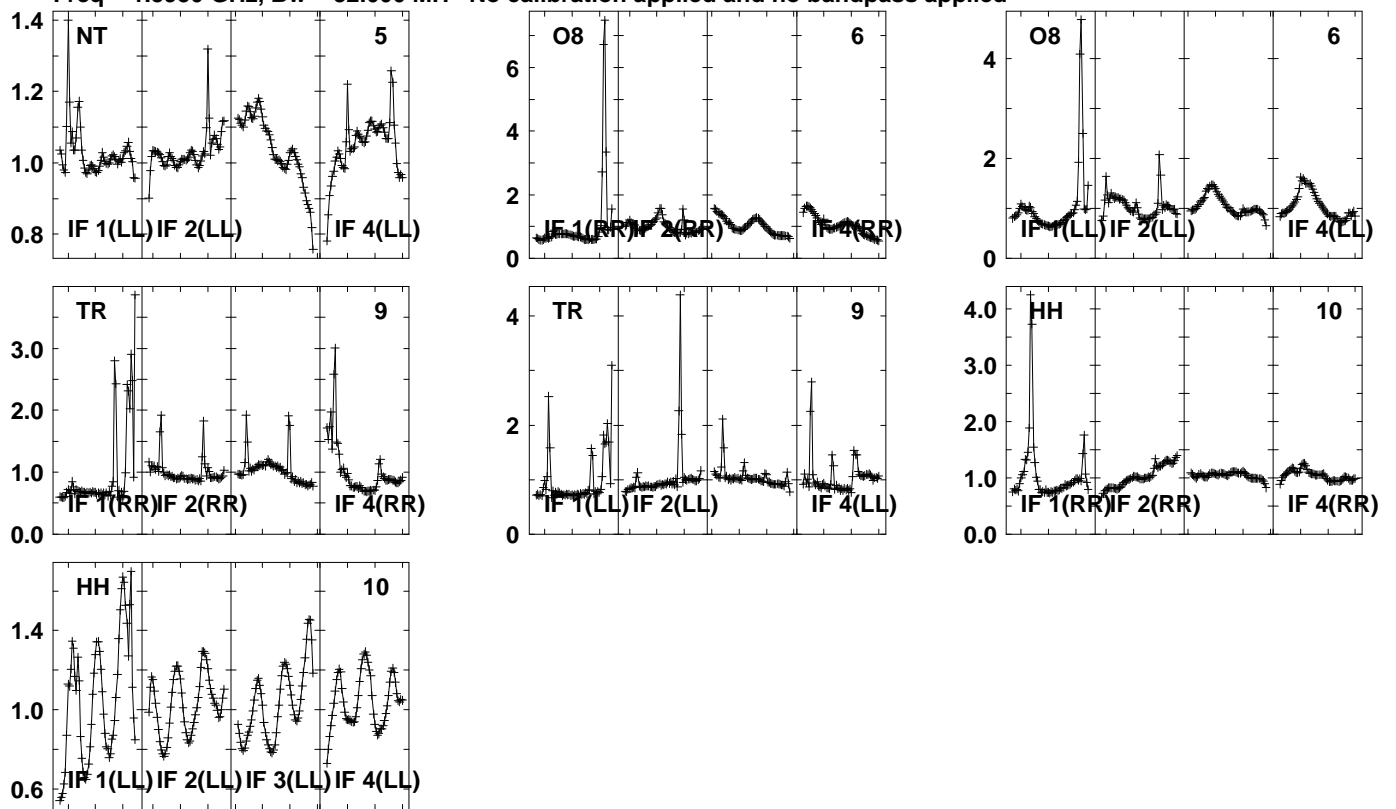 No calibration applied and no bandpass applied
1.4 NT 5
1.2
1.0
0.8 IF 1(LL) IF 2(LL) IF 4(LL)
O8 6
6
4
2
0 IF 1(RR) IF 2(RR) IF 4(RR)
O8 6
4
2
0 IF 1(LL) IF 2(LL) IF 4(LL)
TR 9
3.0
2.0
1.0
0.0 IF 1(RR) IF 2(RR) IF 4(RR)
TR 9
4
2
0 IF 1(LL) IF 2(LL) IF 4(LL)
4.0 HH 10
3.0
2.0
1.0
0.0 IF 1(RR) IF 2(RR) IF 4(RR)
HH 10
1.4
1.0
0.6 IF 1(LL) IF 2(LL) IF 3(LL) IF 4(LL)